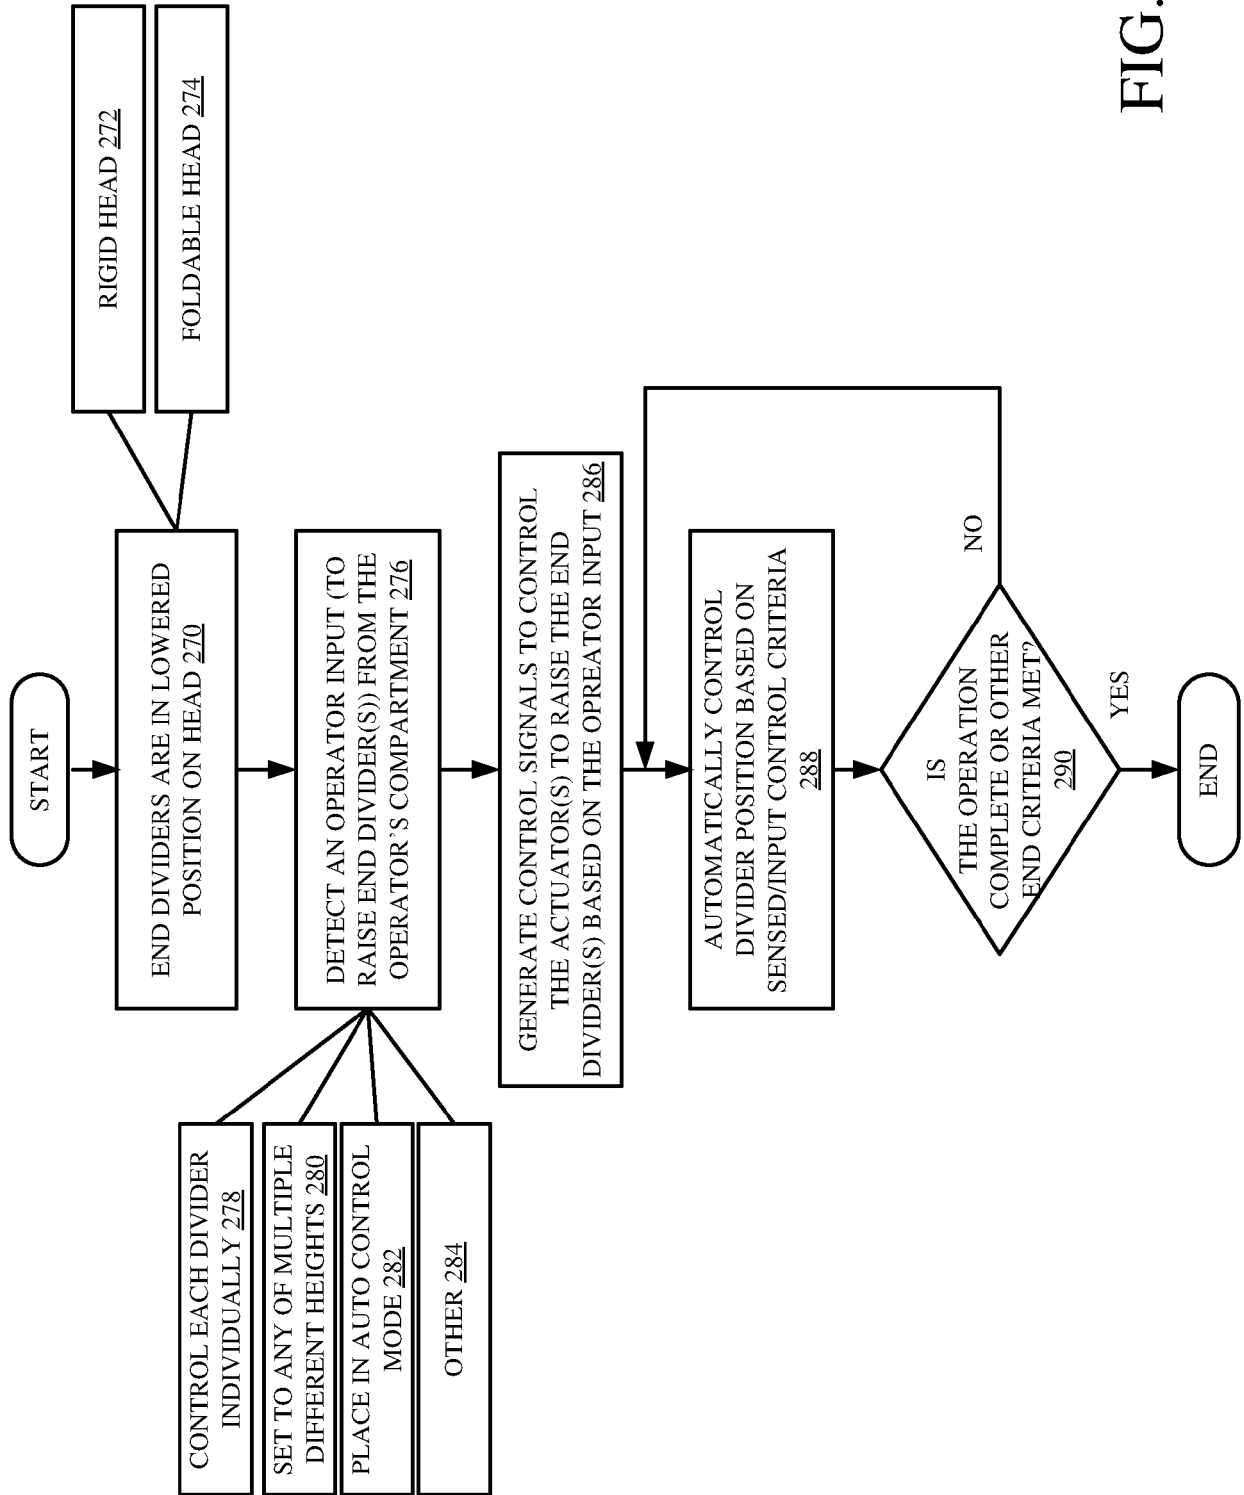 START
END DIVIDERS ARE IN LOWERED
POSITION ON HEAD 270
RIGID HEAD 272
FOLDABLE HEAD 274
DETECT AN OPERATOR INPUT (TO
RAISE END DIVIDER(S)) FROM THE
OPERATOR'S COMPARTMENT 276
CONTROL EACH DIVIDER
INDIVIDUALLY 278
SET TO ANY OF MULTIPLE
DIFFERENT HEIGHTS 280
PLACE IN AUTO CONTROL
MODE 282
OTHER 284
GENERATE CONTROL SIGNALS TO CONTROL
THE ACTUATOR(S) TO RAISE THE END
DIVIDER(S) BASED ON THE OPREATOR INPUT 286
AUTOMATICALLY CONTROL
DIVIDER POSITION BASED ON
SENSED/INPUT CONTROL CRITERIA
288
IS
THE OPERATION
COMPLETE OR OTHER
END CRITERIA MET?
290
NO
YES
END
FIG.